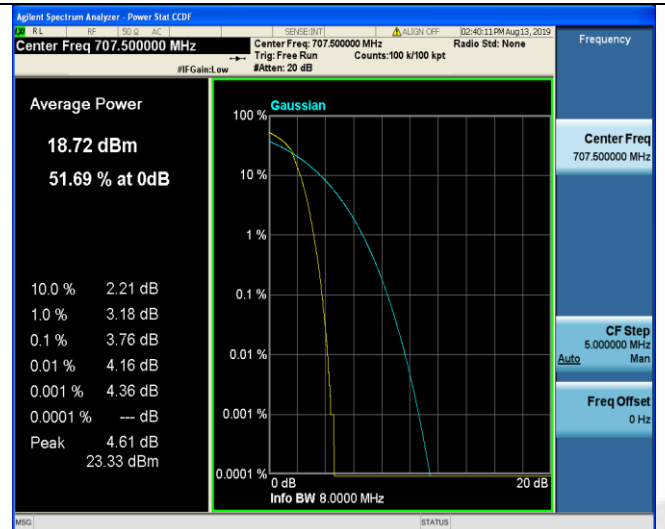 Agilent Spectrum Analyzer - Power Stat CCDF
RL RF 50 Ω AC SENSE:INT ALIGN OFF 02:40:11 PM Aug 13, 2019
Center Freq 707.500000 MHz
Center Freq: 707.500000 MHz Radio Std: None
Trig: Free Run Counts:100 k/100 kpt
#IFGain:Low #Atten: 20 dB
Frequency
Average Power
18.72 dBm
51.69 % at 0dB
10.0 % 2.21 dB
1.0 % 3.18 dB
0.1 % 3.76 dB
0.01 % 4.16 dB
0.001 % 4.36 dB
0.0001 % --- dB
Peak 4.61 dB
23.33 dBm
Gaussian
100 %
10 %
1 %
0.1 %
0.01 %
0.001 %
0.0001 %
0 dB 20 dB
Info BW 8.0000 MHz
Center Freq
707.500000 MHz
CF Step
5.000000 MHz
Auto Man
Freq Offset
0 Hz
MSG STATUS